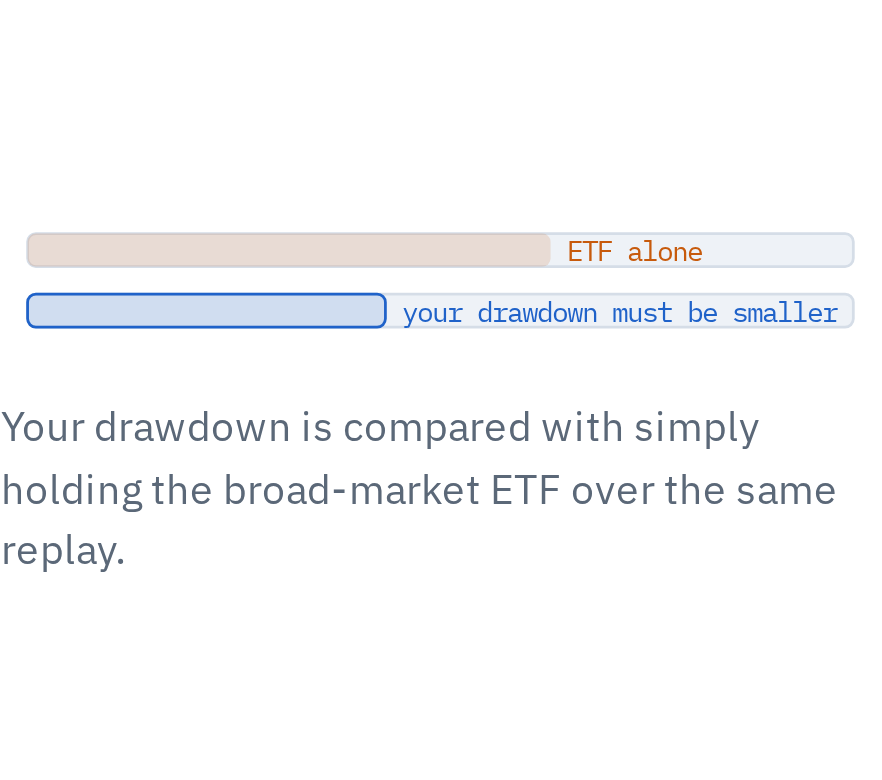 ETF alone
your drawdown must be smaller
Your drawdown is compared with simply
holding the broad-market ETF over the same
replay.